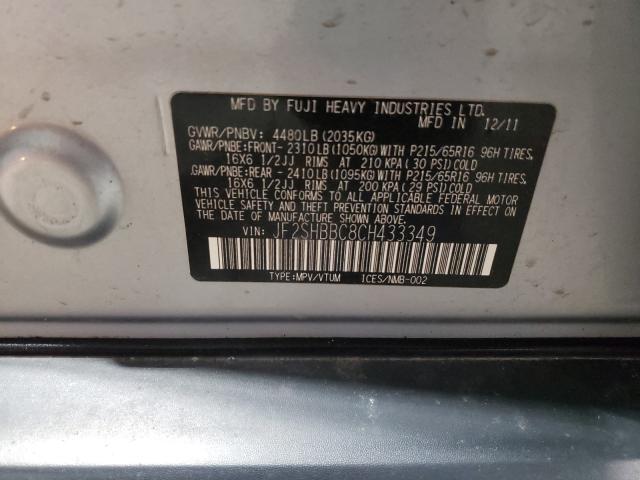 MFD BY FUJI HEAVY INDUSTRIES LTD.
MFD IN 12/11
GVWR/PNBV: 4480LB (2035KG)
GAWR/PNBE:FRONT-2310LB(1050KG)WITH P215/65R16 96H TIRES,
16X6 1/2JJ RIMS AT 210 KPA (30 PSI) COLD
GAWR/PNBE:REAR - 2410LB(1095KG)WITH P215/65R16 96H TIRES,
16X6 1/2JJ RIMS AT 200 KPA (29 PSI)COLD
THIS VEHICLE CONFORMS TO ALL APPLICABLE FEDERAL MOTOR
VEHICLE SAFETY AND BUMPER PREVENTION STANDARDS IN EFFECT
ON THE DATE OF MANUFACTURE SHOWN ABOVE.
VIN: JF2SHBBC8CH433349
TYPE:MPV/VTUM ICES/NMB-002